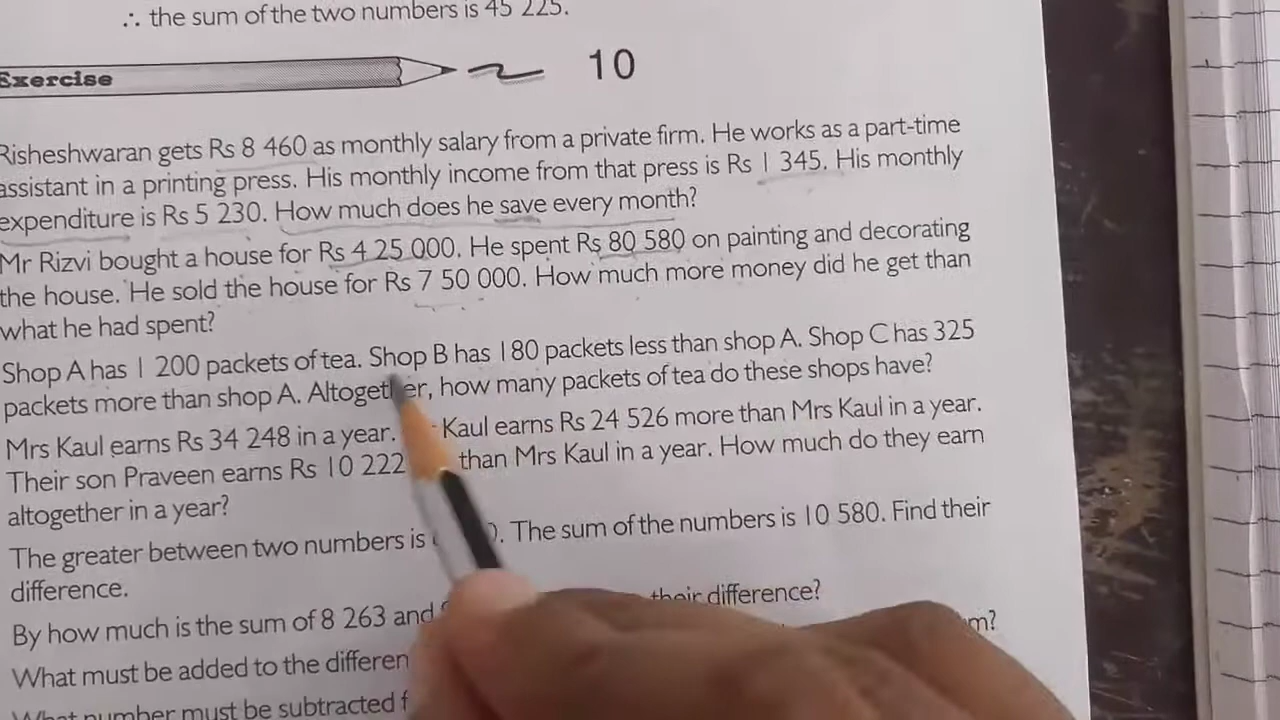 ∴ the sum of the two numbers is 45 225.
Exercise 10
Risheshwaran gets Rs 8 460 as monthly salary from a private firm. He works as a part-time
assistant in a printing press. His monthly income from that press is Rs 1 345. His monthly
expenditure is Rs 5 230. How much does he save every month?
Mr Rizvi bought a house for Rs 4 25 000. He spent Rs 80 580 on painting and decorating
the house. He sold the house for Rs 7 50 000. How much more money did he get than
what he had spent?
Shop A has 1 200 packets of tea. Shop B has 180 packets less than shop A. Shop C has 325
packets more than shop A. Altogether, how many packets of tea do these shops have?
Mrs Kaul earns Rs 34 248 in a year. Kaul earns Rs 24 526 more than Mrs Kaul in a year.
Their son Praveen earns Rs 10 222 than Mrs Kaul in a year. How much do they earn
altogether in a year?
The greater between two numbers is . The sum of the numbers is 10 580. Find their
difference.
By how much is the sum of 8 263 and their difference?
What must be added to the
What number must be subtracted